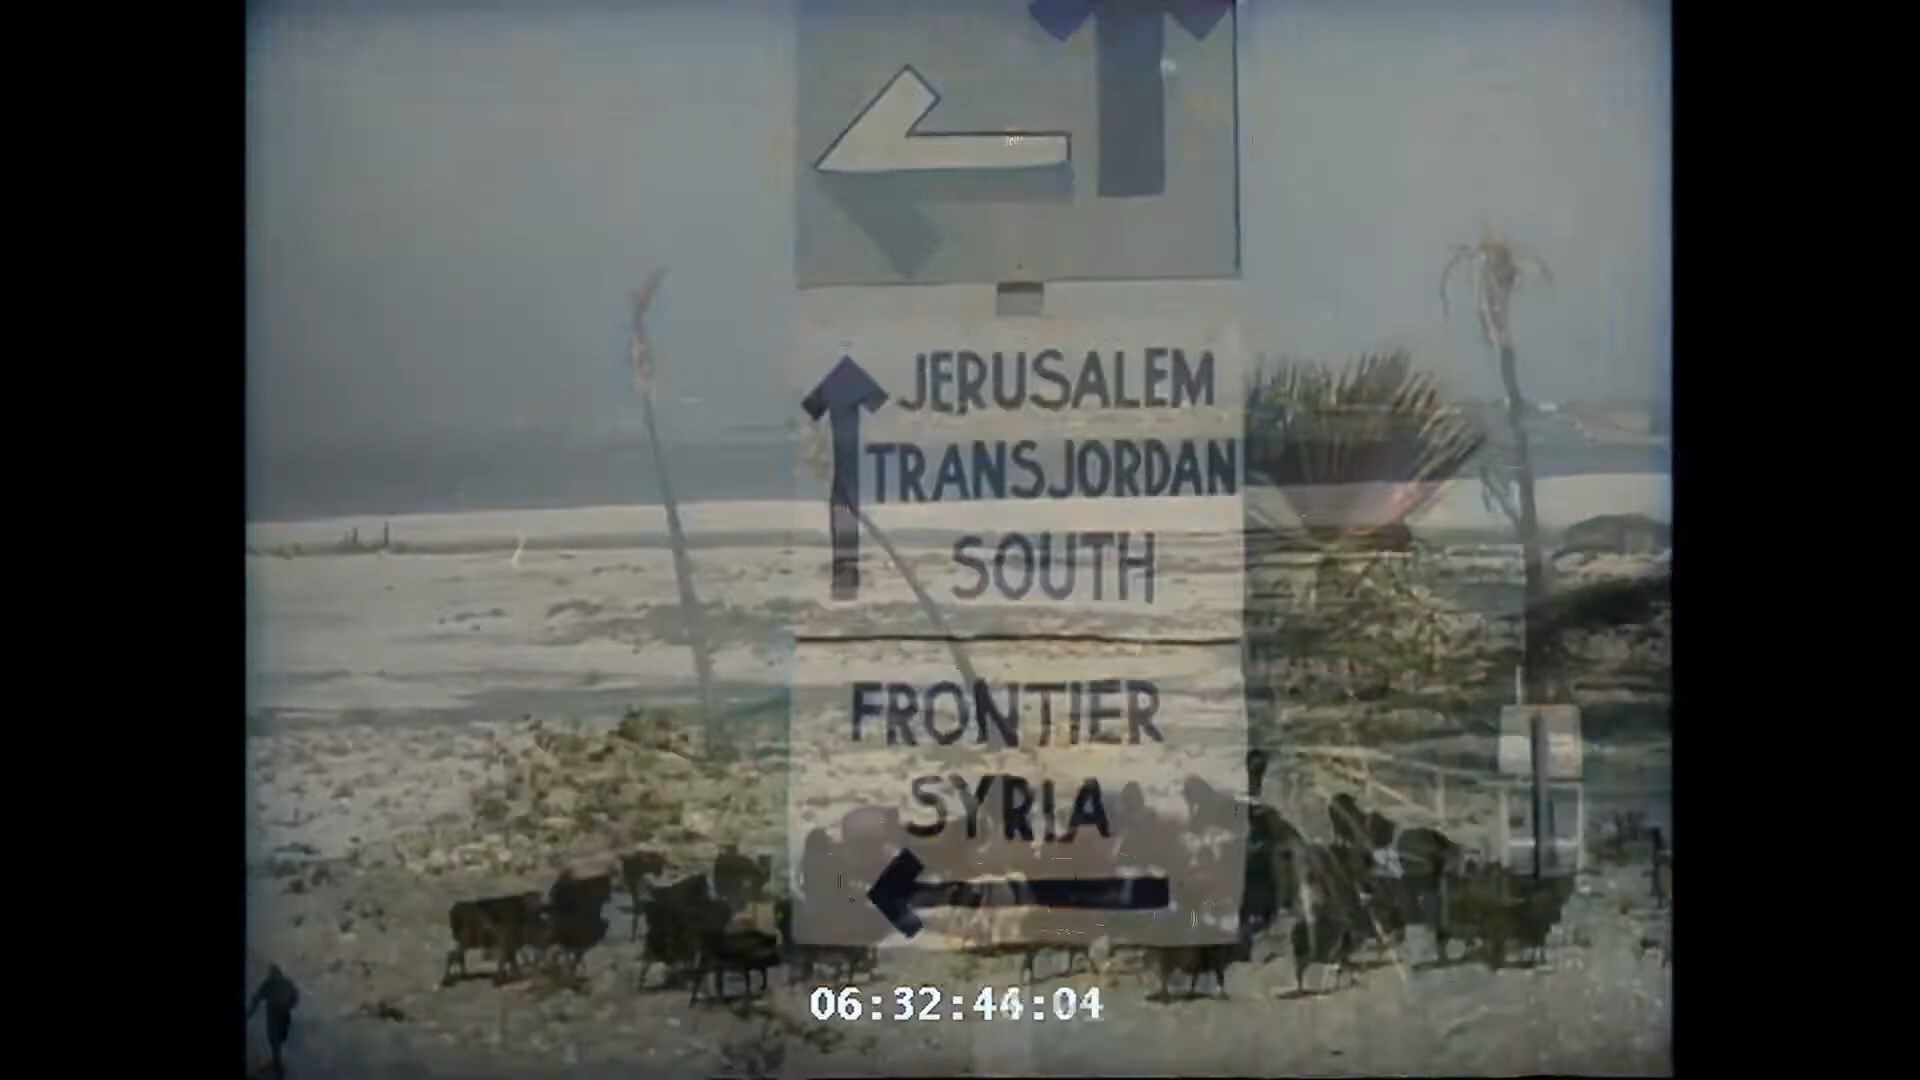 JERUSALEM
TRANSJORDAN
SOUTH
FRONTIER
SYRIA
06:32:44:04